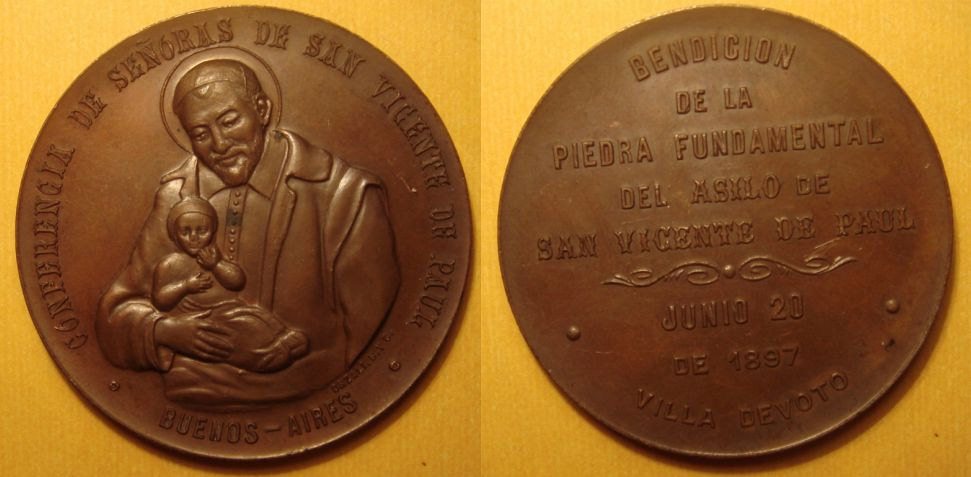 CONFERENCIA DE SEÑORAS DE SAN VICENTE DE PAUL
BUENOS-AIRES
BENDICION
DE LA
PIEDRA FUNDAMENTAL
DEL ASILO DE
SAN VICENTE DE PAUL
JUNIO 20
DE 1897
VILLA DEVOTO